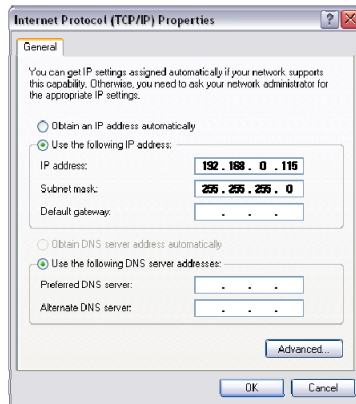 Internet Protocol (TCP/IP) Properties
General
You can get IP settings assigned automatically if your network supports
this capability. Otherwise, you need to ask your network administrator for
the appropriate IP settings.
Obtain an IP address automatically
Use the following IP address:
IP address: 192 . 168 . 0 . 115
Subnet mask: 255 . 255 . 255 . 0
Default gateway: . . .
Obtain DNS server address automatically
Use the following DNS server addresses:
Preferred DNS server: . . .
Alternate DNS server: . . .
Advanced...
OK Cancel